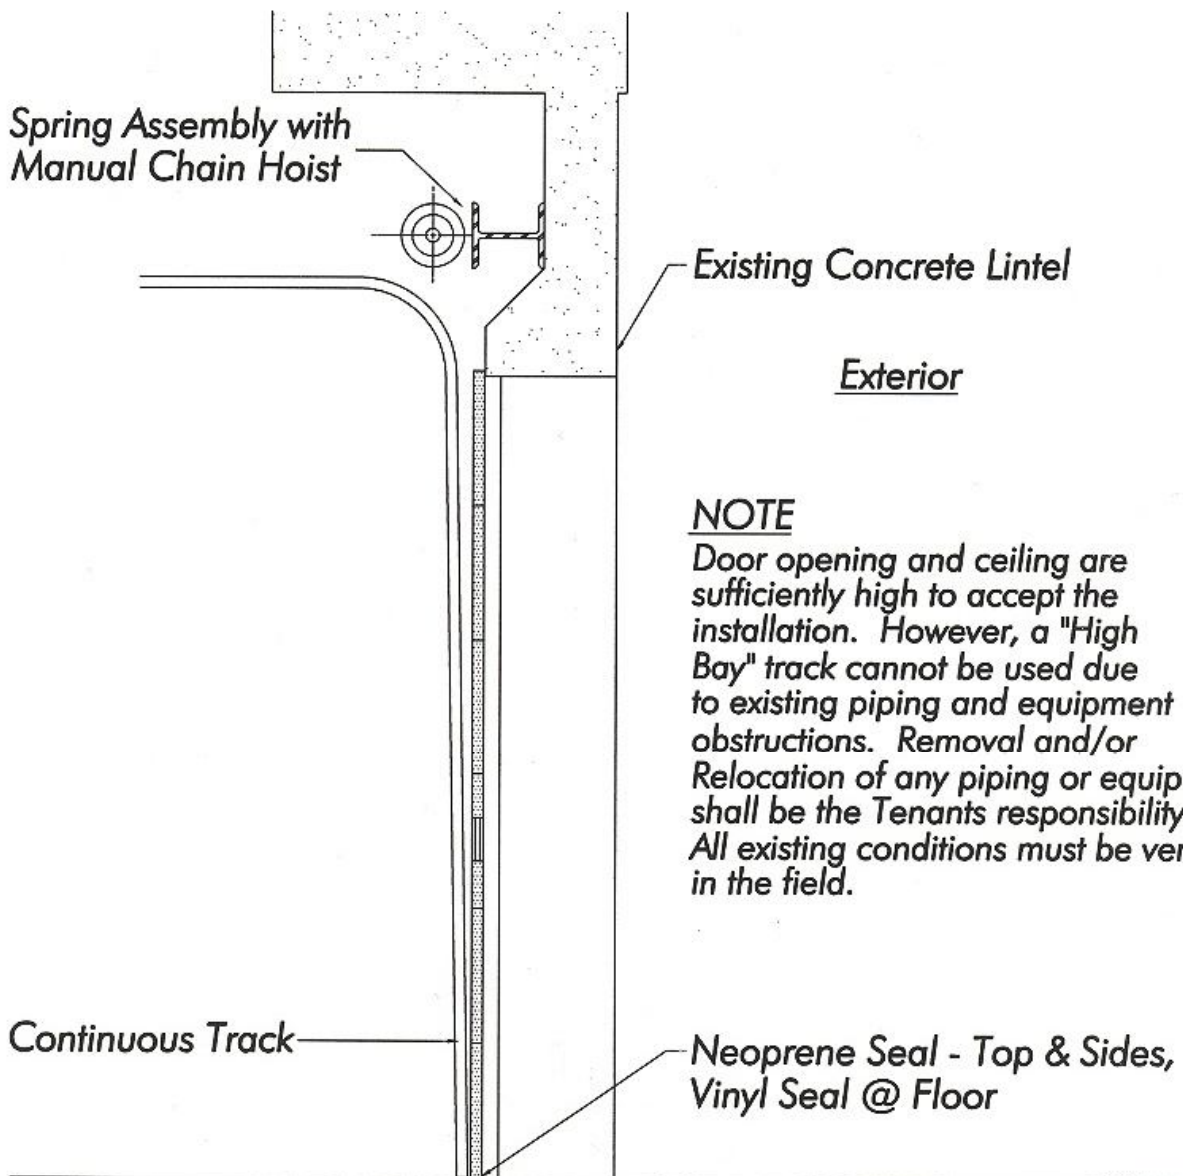 Spring Assembly with
Manual Chain Hoist
Existing Concrete Lintel
Exterior
NOTE
Door opening and ceiling are
sufficiently high to accept the
installation. However, a "High
Bay" track cannot be used due
to existing piping and equipment
obstructions. Removal and/or
Relocation of any piping or equip
shall be the Tenants responsibility
All existing conditions must be ver
in the field.
Continuous Track
Neoprene Seal - Top & Sides,
Vinyl Seal @ Floor